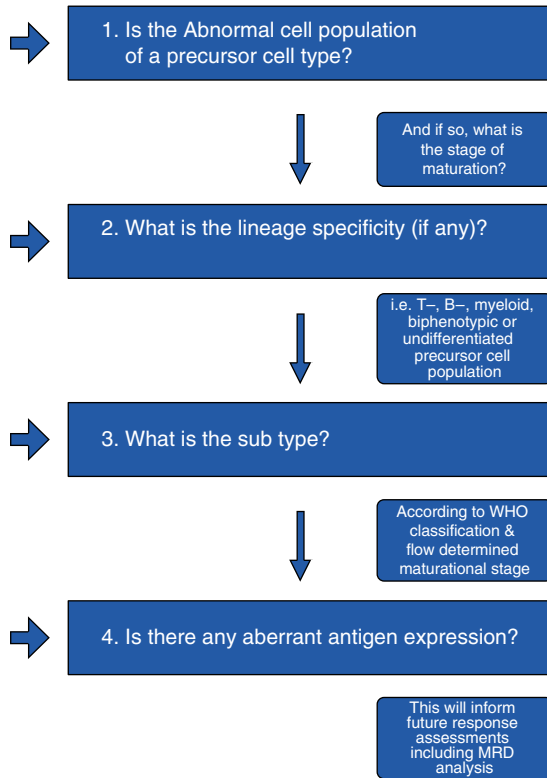 1. Is the Abnormal cell population
of a precursor cell type?
And if so, what is
the stage of
maturation?
2. What is the lineage specificity (if any)?
i.e. T–, B–, myeloid,
biphenotypic or
undifferentiated
precursor cell
population
3. What is the sub type?
According to WHO
classification &
flow determined
maturational stage
4. Is there any aberrant antigen expression?
This will inform
future response
assessments
including MRD
analysis